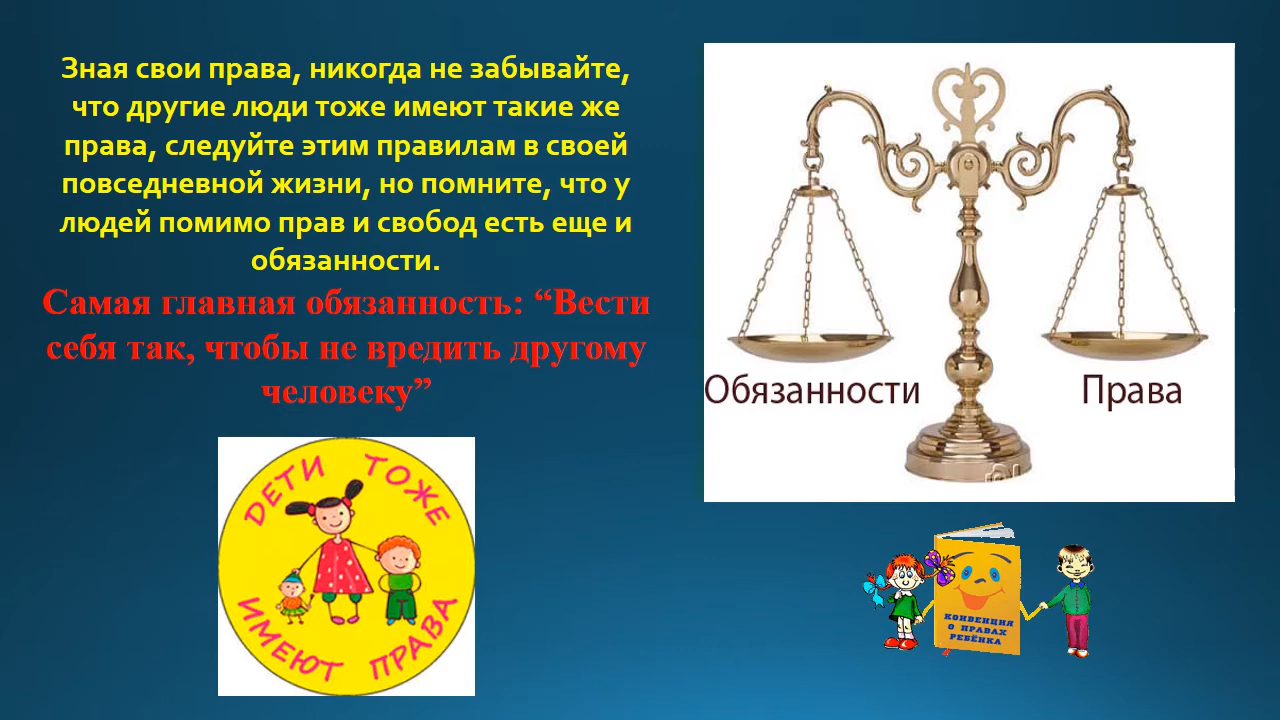 Зная свои права, никогда не забывайте,
что другие люди тоже имеют такие же
права, следуйте этим правилам в своей
повседневной жизни, но помните, что у
людей помимо прав и свобод есть еще и
обязанности.
Самая главная обязанность: “Вести
себя так, чтобы не вредить другому
человеку”
Обязанности
Права
ДЕТИ ТОЖЕ
ИМЕЮТ ПРАВА
КОНВЕНЦИЯ
О ПРАВАХ
РЕБЁНКА